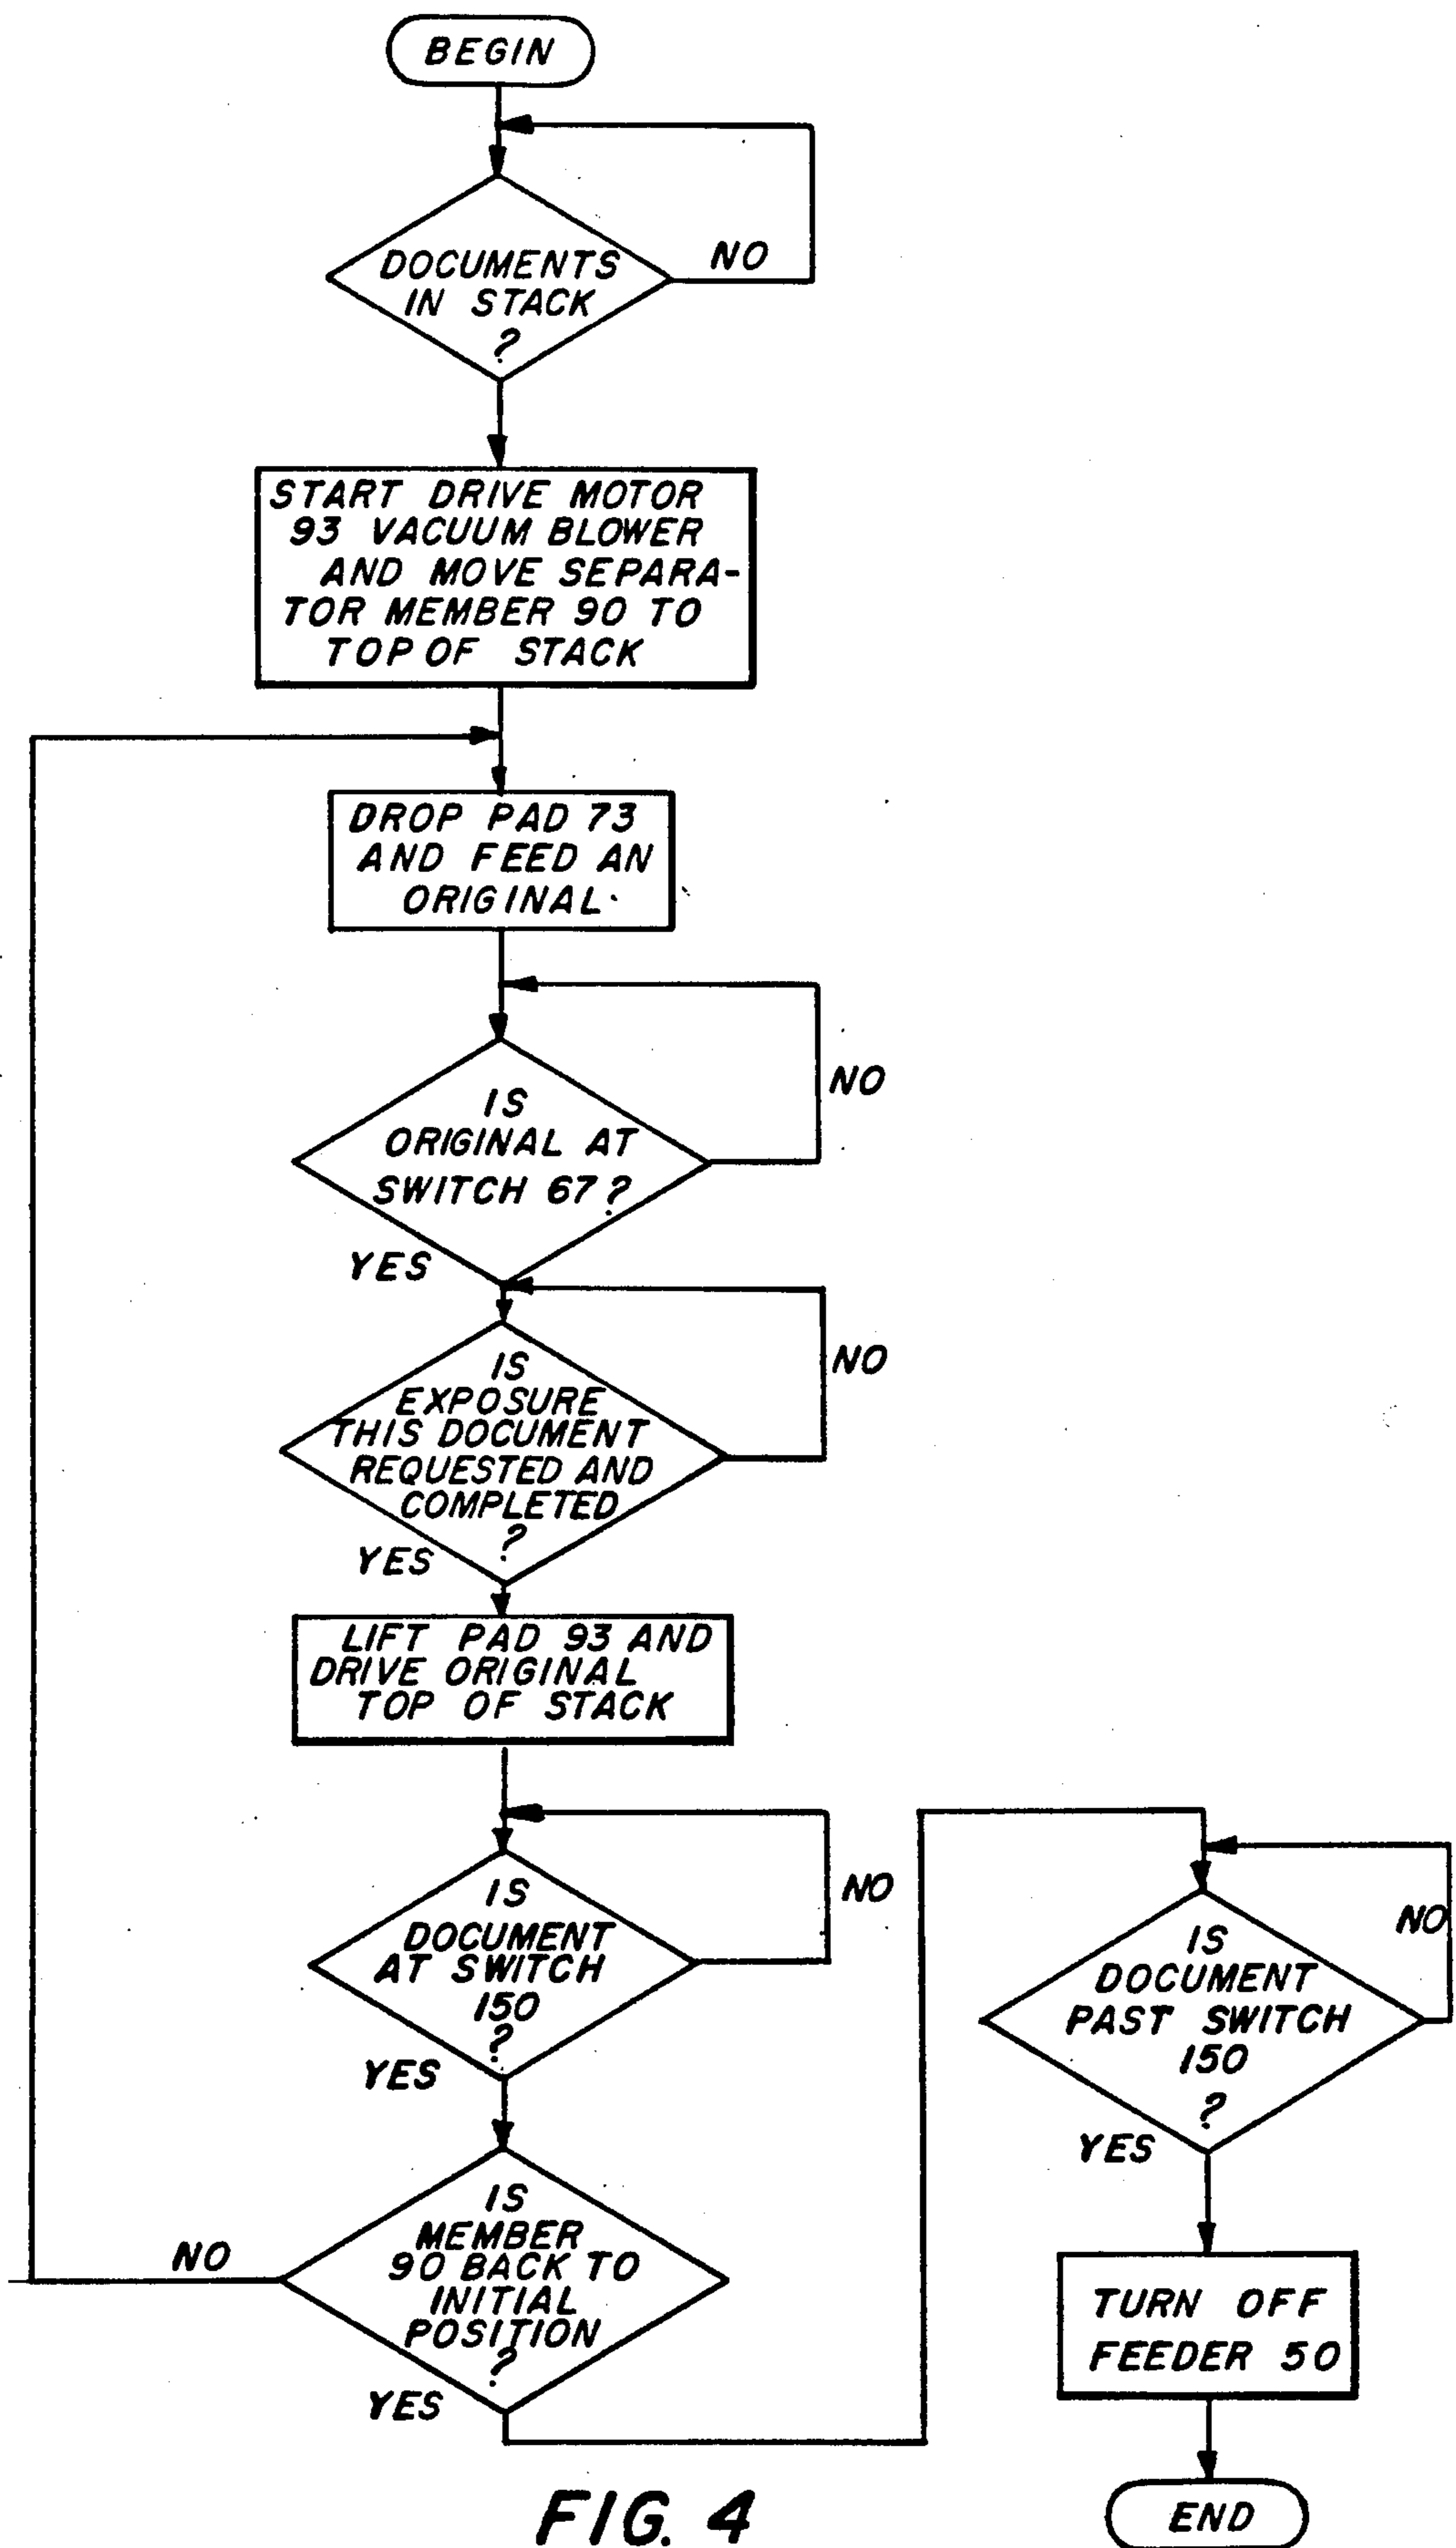 BEGIN
DOCUMENTS
IN STACK
?
NO
START DRIVE MOTOR
93 VACUUM BLOWER
AND MOVE SEPARA-
TOR MEMBER 90 TO
TOP OF STACK
DROP PAD 73
AND FEED AN
ORIGINAL
IS
ORIGINAL AT
SWITCH 67?
NO
YES
IS
EXPOSURE
THIS DOCUMENT
REQUESTED AND
COMPLETED
?
NO
YES
LIFT PAD 93 AND
DRIVE ORIGINAL
TOP OF STACK
IS
DOCUMENT
AT SWITCH
150
?
NO
YES
IS
MEMBER
90 BACK TO
INITIAL
POSITION
?
NO
YES
IS
DOCUMENT
PAST SWITCH
150
?
NO
YES
TURN OFF
FEEDER 50
END
FIG. 4